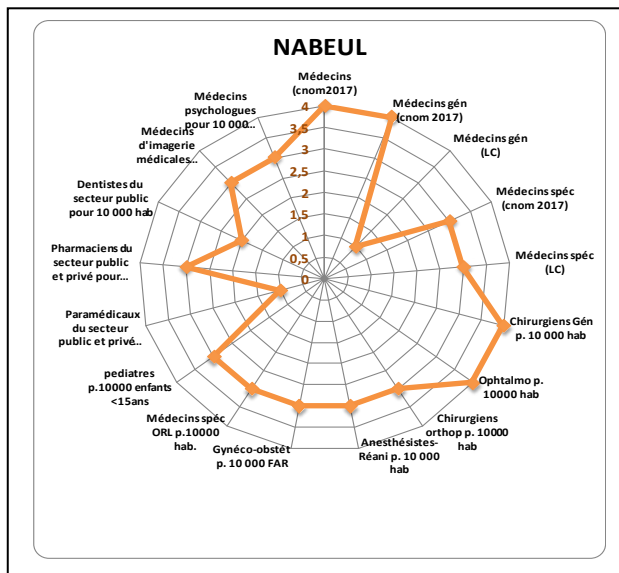 NABEUL
Médecins
(cnom2017)
Médecins gén
(cnom 2017)
Médecins gén
(LC)
Médecins spéc
(cnom 2017)
Médecins spéc
(LC)
Chirurgiens Gén
p. 10000 hab
Ophtalmo p.
10000 hab
Chirurgiens
orthop p. 10000
hab
Anesthésistes-
Réani p. 10 000
hab
Gynéco-obstét
p. 10 000 FAR
Médecins spéc
ORL p.10000
hab.
pediatres
p.10000 enfants
<15ans
Paramédicaux du
secteur public et
privé...
Pharmaciens du
secteur public
et privé pour...
Dentistes du
secteur public
pour 10 000 hab
Médecins
d'imagerie
médicales...
Médecins
psychologues
pour 10 000...
4
3,5
3
2,5
2
1,5
1
0,5
0